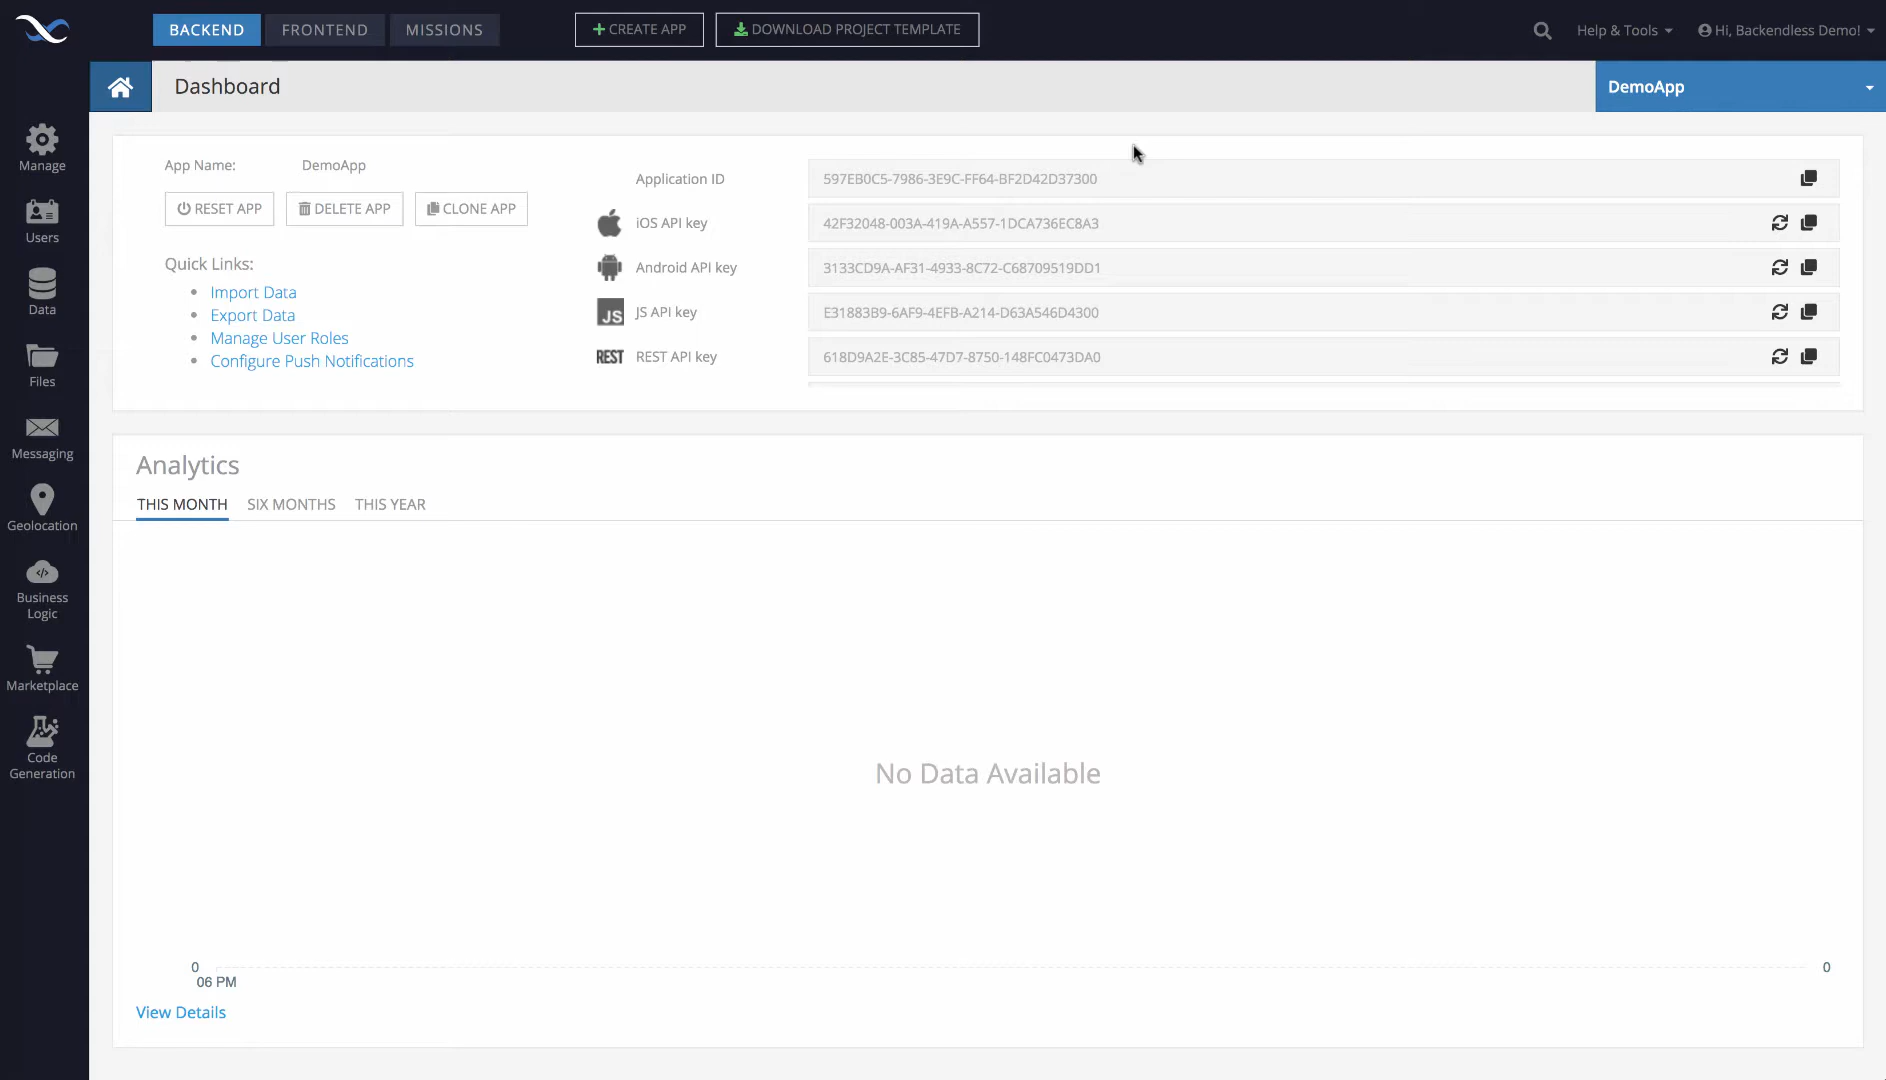 BACKEND
FRONTEND
MISSIONS
CREATE APP
DOWNLOAD PROJECT TEMPLATE
Help & Tools
Hi, Backendless Demo!
Dashboard
DemoApp
Manage
Users
Data
Files
Messaging
Geolocation
Business
Logic
Marketplace
Code
Generation
App Name: DemoApp
RESET APP
DELETE APP
CLONE APP
Quick Links:
Import Data
Export Data
Manage User Roles
Configure Push Notifications
Application ID 597EB0C5-7986-3E9C-FF64-BF2D42D37300
iOS API key 42F32048-003A-419A-A557-1DCA736EC8A3
Android API key 3133CD9A-AF31-4933-8C72-C68709519DD1
JS JS API key E31883B9-6AF9-4EFB-A214-D63A546D4300
REST REST API key 618D9A2E-3C85-47D7-8750-148FC0473DA0
Analytics
THIS MONTH SIX MONTHS THIS YEAR
No Data Available
0 0
06 PM
View Details